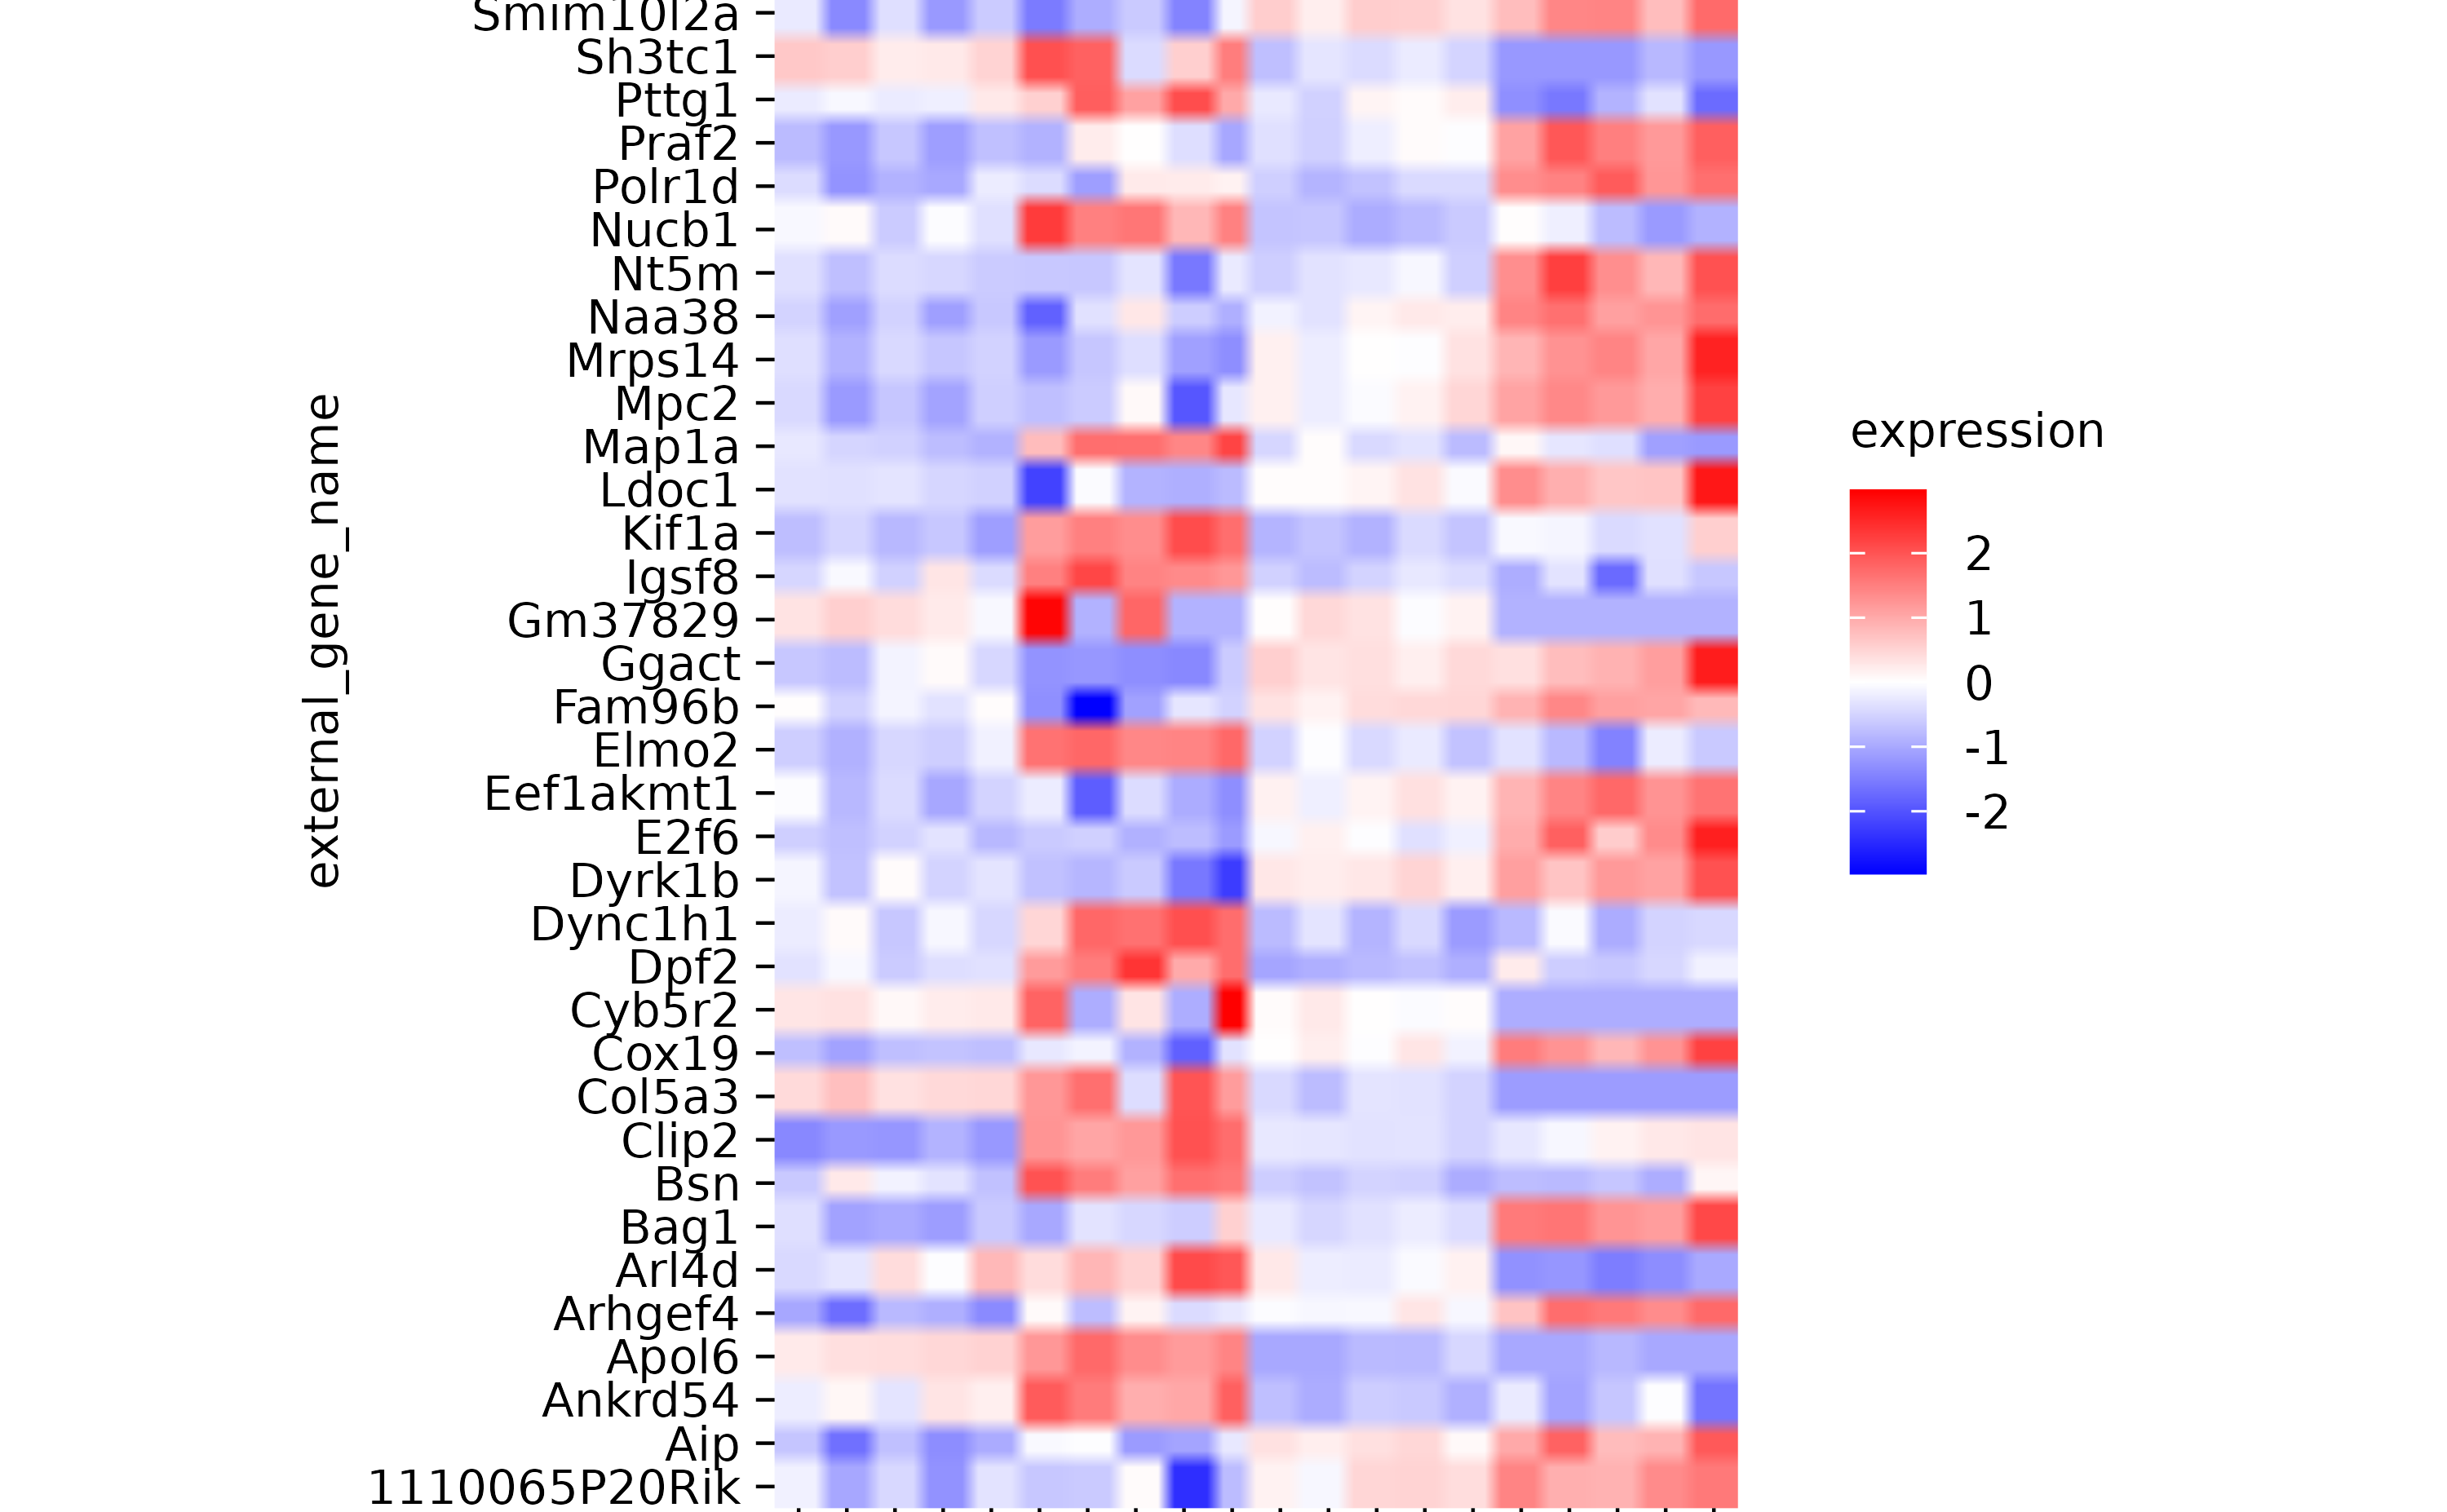 Smim10l2a
Sh3tc1
Pttg1
Praf2
Polr1d
Nucb1
Nt5m
Naa38
Mrps14
Mpc2
Map1a
Ldoc1
Kif1a
Igsf8
Gm37829
Ggact
Fam96b
Elmo2
Eef1akmt1
E2f6
Dyrk1b
Dync1h1
Dpf2
Cyb5r2
Cox19
Col5a3
Clip2
Bsn
Bag1
Arl4d
Arhgef4
Apol6
Ankrd54
Aip
1110065P20Rik
external_gene_name
expression
2
1
0
-1
-2